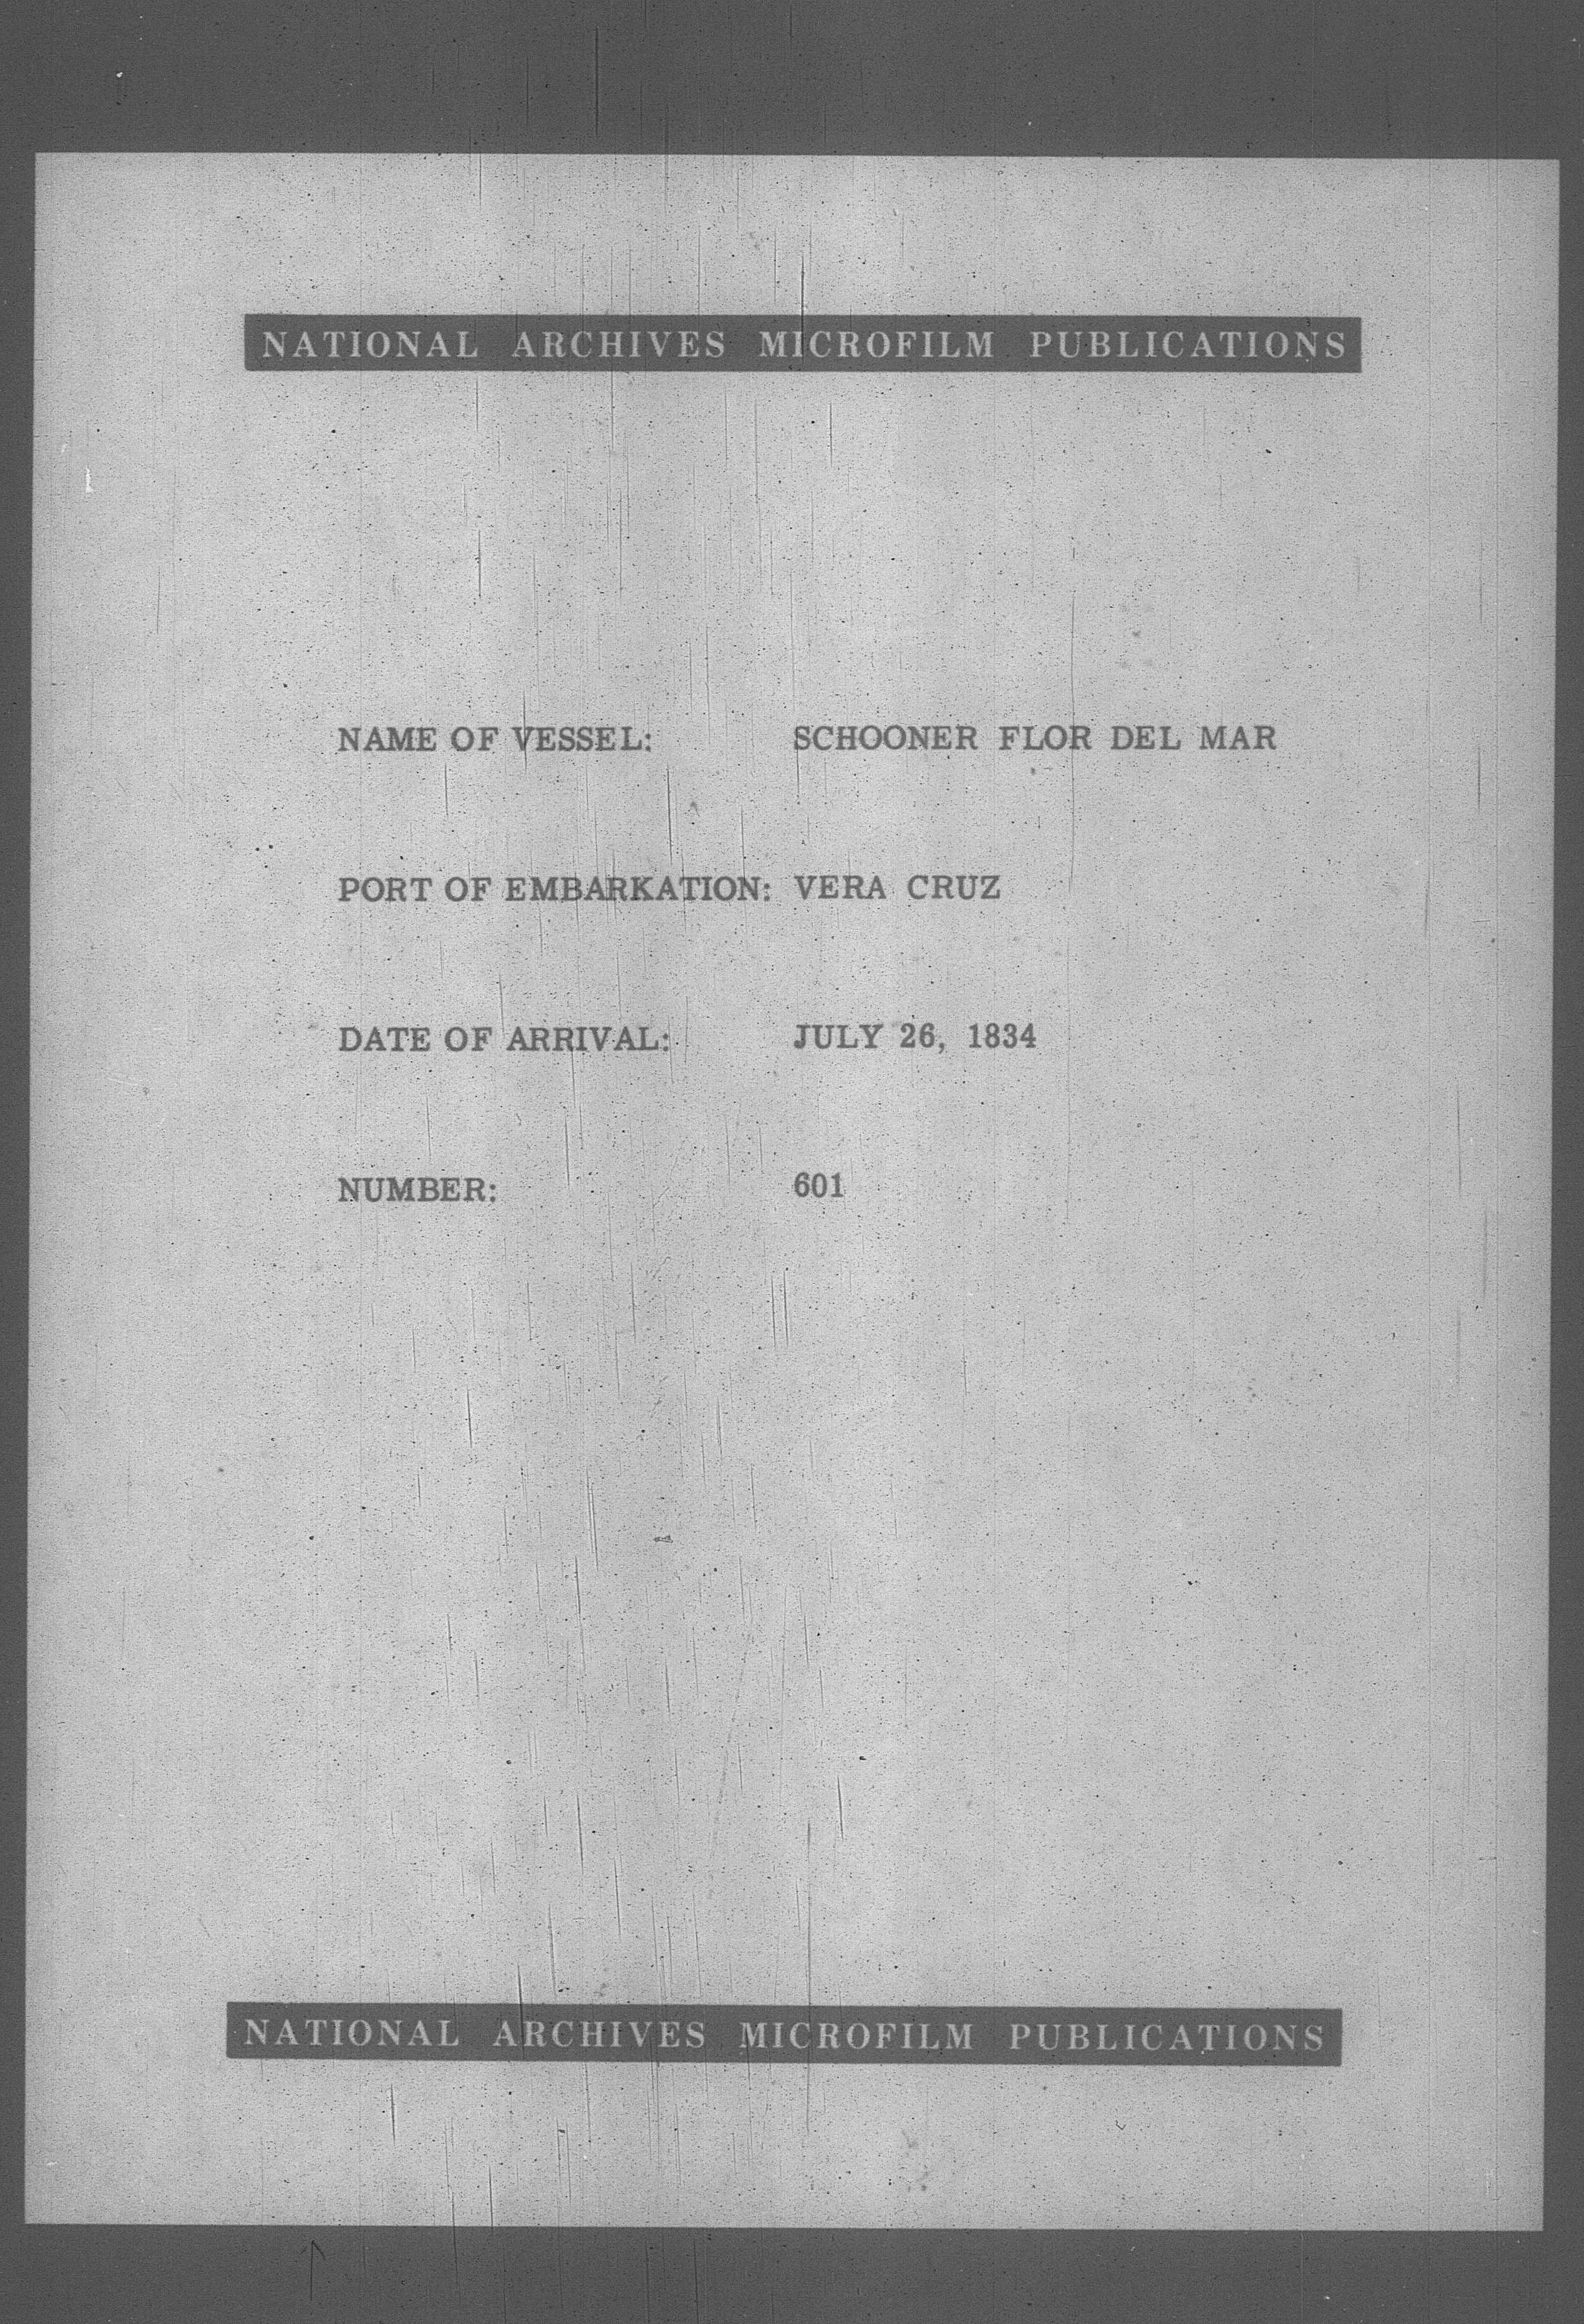 NATIONAL ARCHIVES MICROFILM PUBLICATIONS
NAME OF VESSEL: SCHOONER FLOR DEL MAR
PORT OF EMBARKATION: VERA CRUZ
DATE OF ARRIVAL: JULY 26, 1834
NUMBER: 601
NATIONAL ARCHIVES MICROFILM PUBLICATIONS